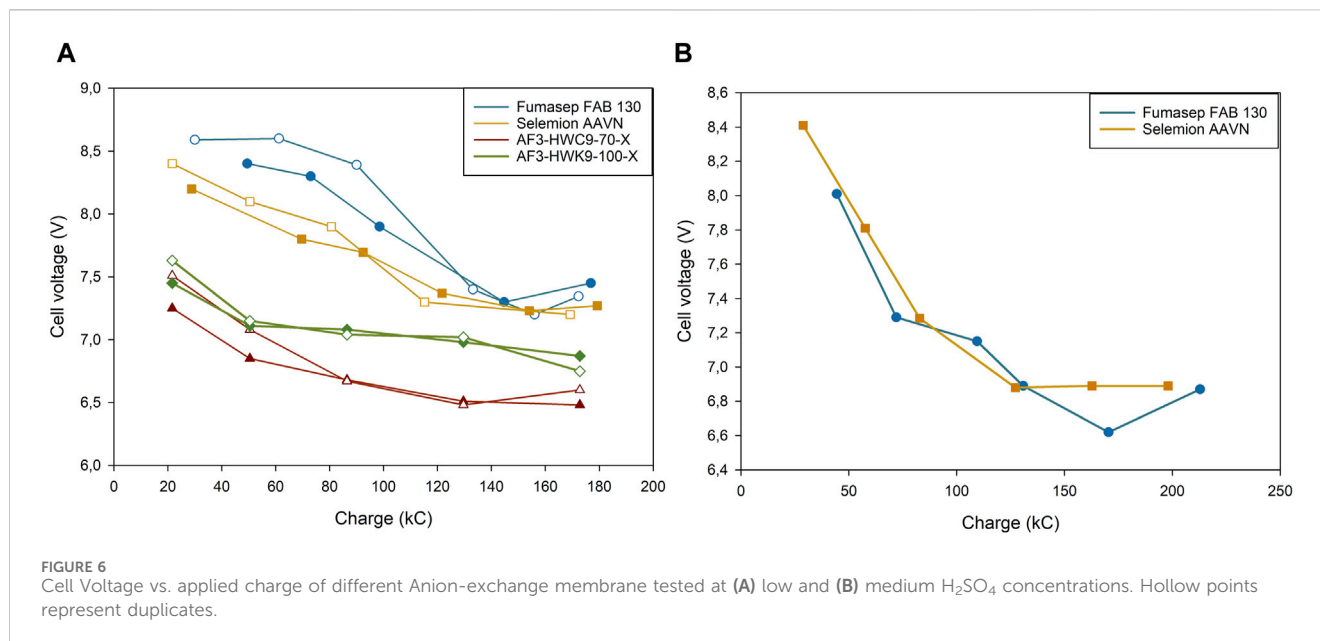 A
Cell voltage (V)
9,0
8,5
8,0
7,5
7,0
6,5
6,0
0 20 40 60 80 100 120 140 160 180 200
Charge (kC)
Fumasep FAB 130
Selemion AAVN
AF3-HWC9-70-X
AF3-HWK9-100-X
B
Cell voltage (V)
8,6
8,4
8,2
8,0
7,8
7,6
7,4
7,2
7,0
6,8
6,6
6,4
0 50 100 150 200 250
Charge (kC)
Fumasep FAB 130
Selemion AAVN
FIGURE 6
Cell Voltage vs. applied charge of different Anion-exchange membrane tested at (A) low and (B) medium H₂SO₄ concentrations. Hollow points
represent duplicates.